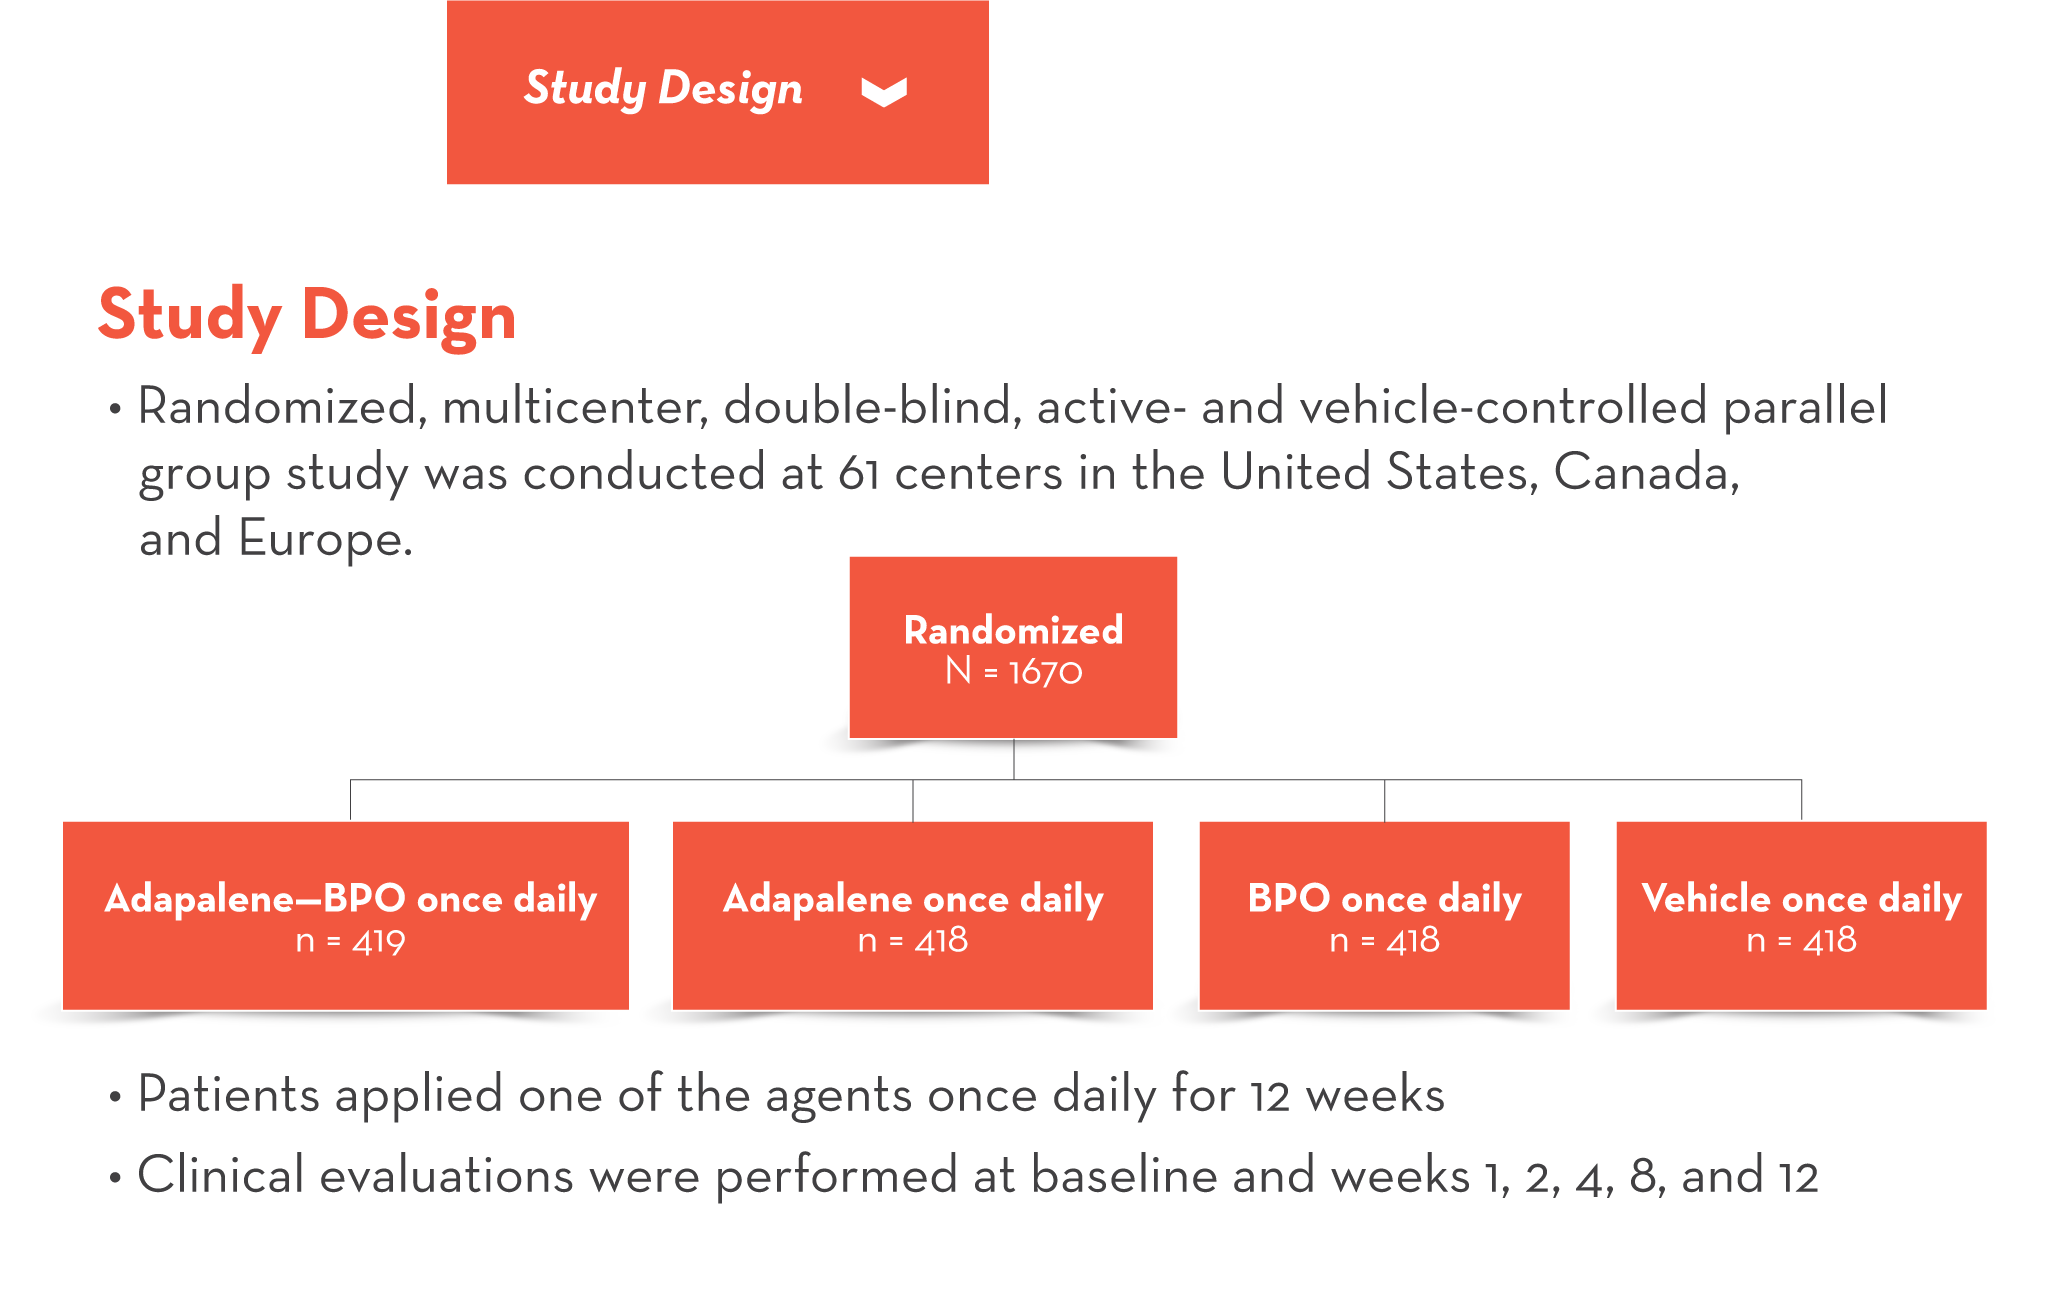 Study Design
Study Design
• Randomized, multicenter, double-blind, active- and vehicle-controlled parallel
group study was conducted at 61 centers in the United States, Canada,
and Europe.
Randomized
N = 1670
Adapalene—BPO once daily
n = 419
Adapalene once daily
n = 418
BPO once daily
n = 418
Vehicle once daily
n = 418
• Patients applied one of the agents once daily for 12 weeks
• Clinical evaluations were performed at baseline and weeks 1, 2, 4, 8, and 12